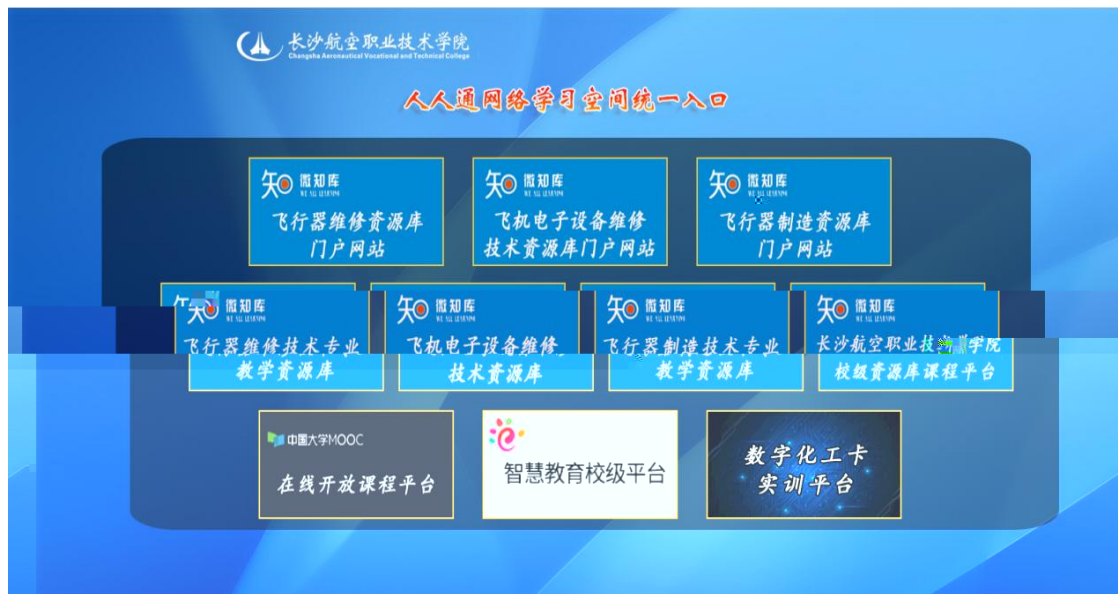 长沙航空职业技术学院
Changsha Aeronautical Vocational and Technical College
人人通网络学习空间统一入口
知 微知库
飞行器维修资源库
门户网站
知 微知库
飞机电子设备维修
技术资源库门户网站
知 微知库
飞行器制造资源库
门户网站
知 微知库
飞行器维修技术专业
教学资源库
知 微知库
飞机电子设备维修
技术资源库
知 微知库
飞行器制造技术专业
教学资源库
知 微知库
长沙航空职业技术学院
校级资源库课程平台
中国大学MOOC
在线开放课程平台
智慧教育校级平台
数字化工卡
实训平台